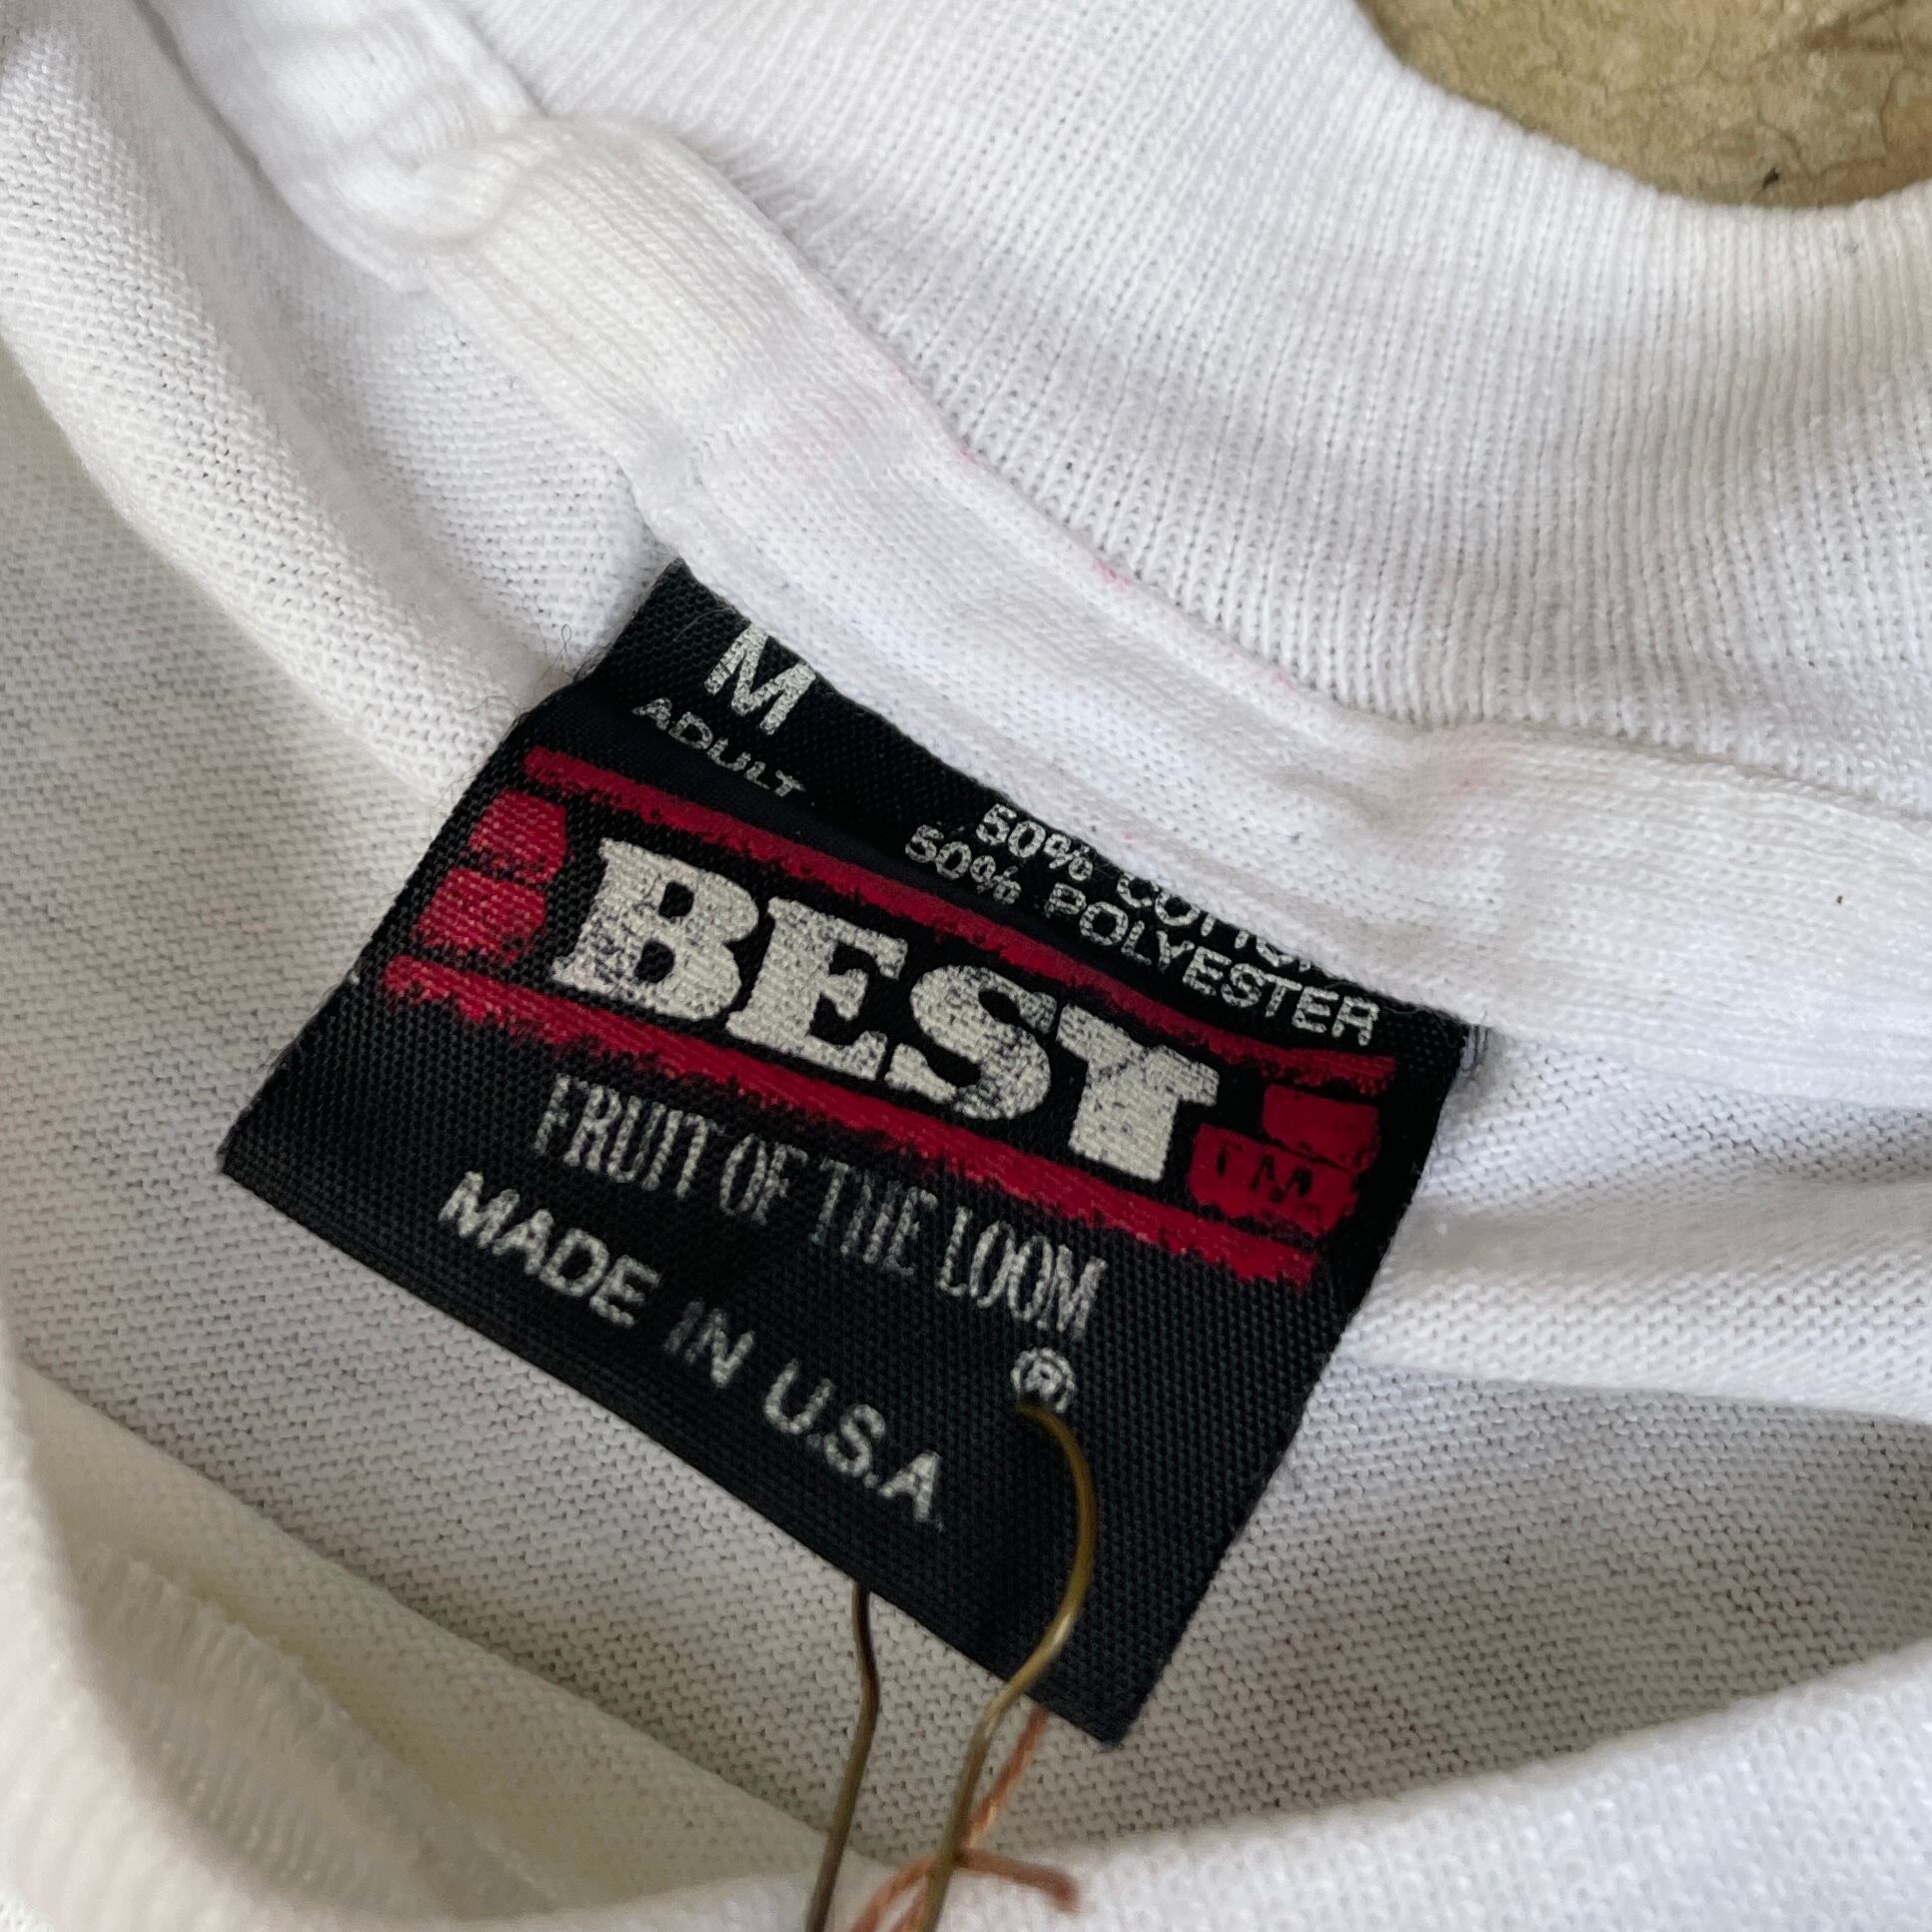 M
ADULT
50% COTTON
50% POLYESTER
BEST
TM
FRUIT OF THE LOOM
®
MADE IN U.S.A.